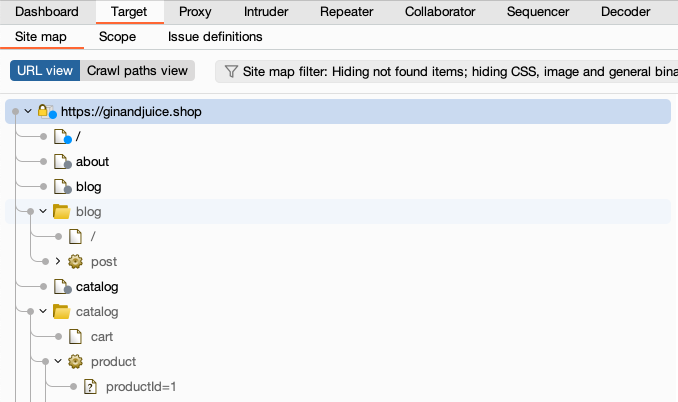 Dashboard Target Proxy Intruder Repeater Collaborator Sequencer Decoder
Site map Scope Issue definitions
URL view Crawl paths view Site map filter: Hiding not found items; hiding CSS, image and general bina
https://ginandjuice.shop
/
about
blog
blog
/
post
catalog
catalog
cart
product
? productId=1